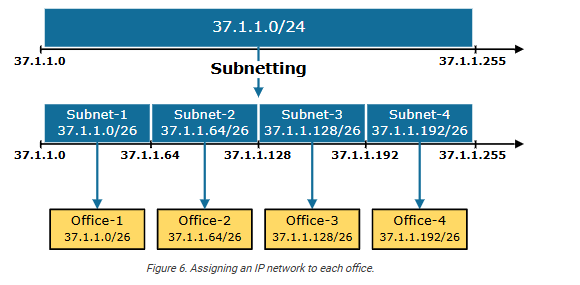 37.1.1.0/24
37.1.1.0
37.1.1.255
Subnetting
Subnet-1
37.1.1.0/26
Subnet-2
37.1.1.64/26
Subnet-3
37.1.1.128/26
Subnet-4
37.1.1.192/26
37.1.1.0
37.1.1.64
37.1.1.128
37.1.1.192
37.1.1.255
Office-1
37.1.1.0/26
Office-2
37.1.1.64/26
Office-3
37.1.1.128/26
Office-4
37.1.1.192/26
Figure 6. Assigning an IP network to each office.